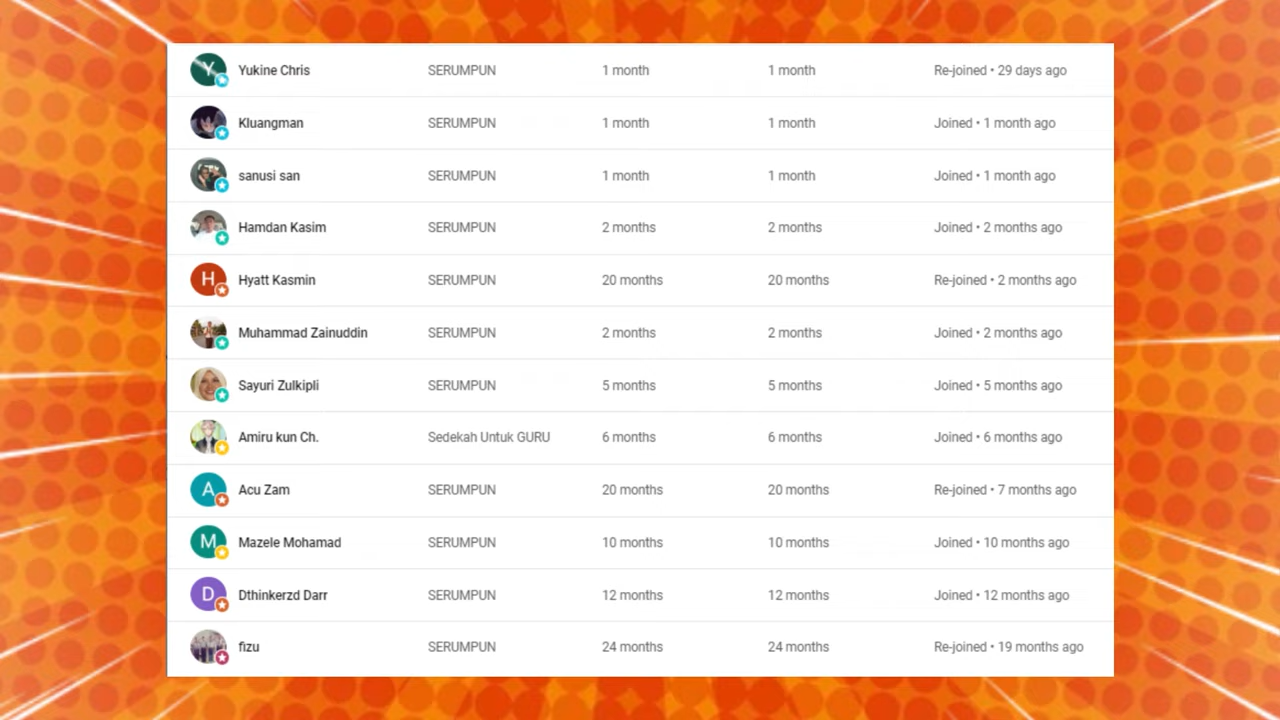 Y Yukine Chris SERUMPUN 1 month 1 month Re-joined • 29 days ago
Kluangman SERUMPUN 1 month 1 month Joined • 1 month ago
sanusi san SERUMPUN 1 month 1 month Joined • 1 month ago
Hamdan Kasim SERUMPUN 2 months 2 months Joined • 2 months ago
H Hyatt Kasmin SERUMPUN 20 months 20 months Re-joined • 2 months ago
Muhammad Zainuddin SERUMPUN 2 months 2 months Joined • 2 months ago
Sayuri Zulkipli SERUMPUN 5 months 5 months Joined • 5 months ago
Amiru kun Ch. Sedekah Untuk GURU 6 months 6 months Joined • 6 months ago
A Acu Zam SERUMPUN 20 months 20 months Re-joined • 7 months ago
M Mazele Mohamad SERUMPUN 10 months 10 months Joined • 10 months ago
D Dthinkerzd Darr SERUMPUN 12 months 12 months Joined • 12 months ago
fizu SERUMPUN 24 months 24 months Re-joined • 19 months ago